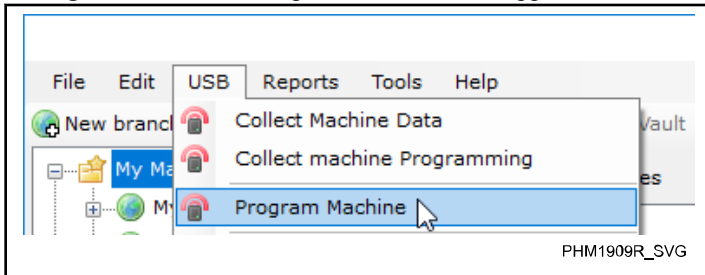 File Edit USB Reports Tools Help
New branc Collect Machine Data Vault
My Ma Collect machine Programming es
My Program Machine
PHM1909R_SVG